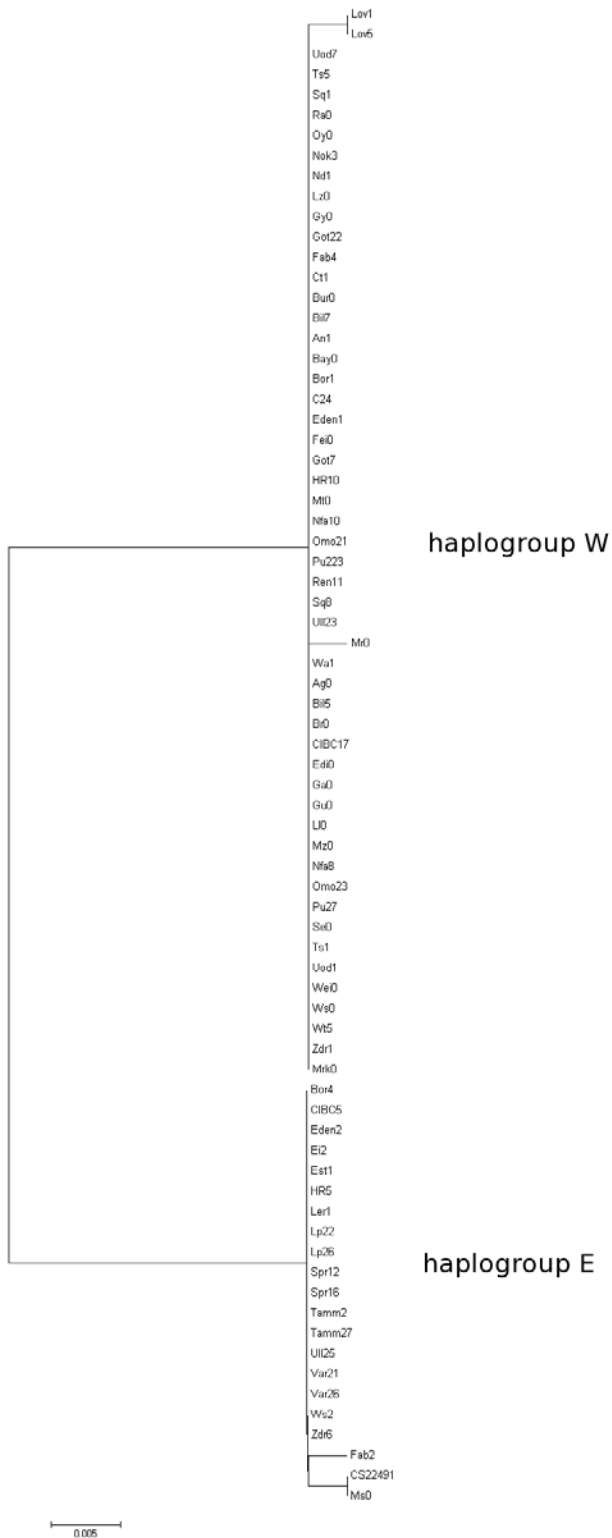 Lov1
Lov5
Uod7
Ts5
Sq1
Ra0
Oy0
Nok3
Nd1
Lz0
Gy0
Got22
Fab4
Ct1
Bur0
Bil7
An1
Bay0
Bor1
C24
Eden1
Fei0
Got7
HR10
Mt0
Nfa10
Omo21
haplogroup W
Pu223
Ren11
Sq8
Ull23
Mr0
Wa1
Ag0
Bil5
Br0
CIBC17
Edi0
Ga0
Gu0
Ll0
Mz0
Nfa8
Omo23
Pu27
Se0
Ts1
Uod1
Wei0
Ws0
Wt5
Zdr1
Mrk0
Bor4
CIBC5
Eden2
Ei2
Est1
HR5
Ler1
Lp22
Lp26
haplogroup E
Spr12
Spr16
Tamm2
Tamm27
Ull25
Var21
Var26
Ws2
Zdr6
Fab2
CS22491
Ms0
0.005